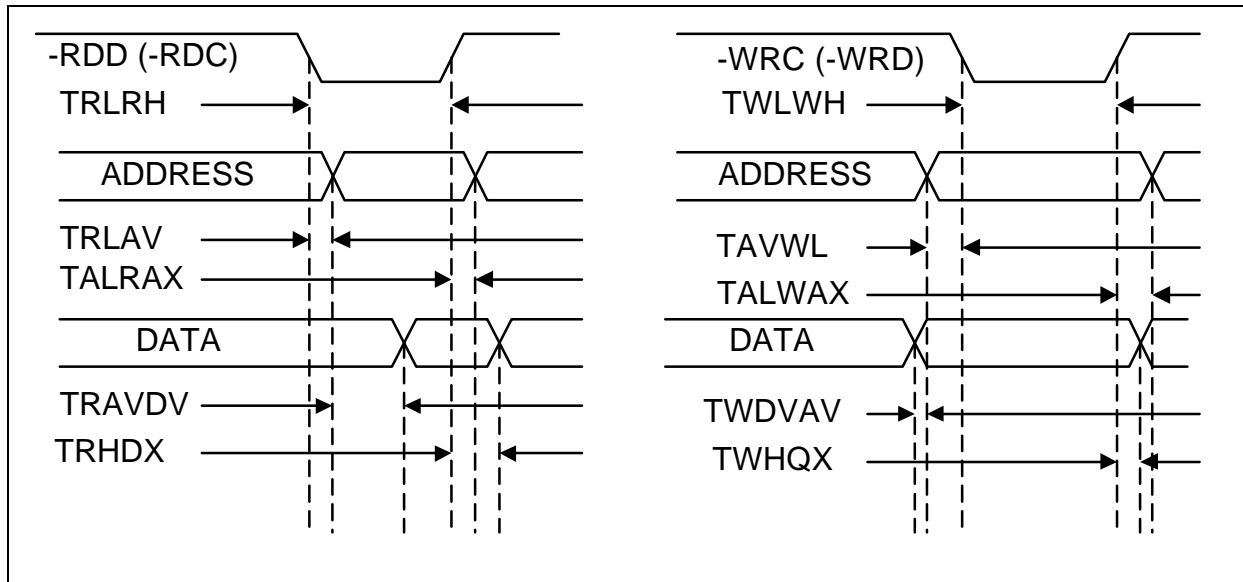 -RDD (-RDC)
TRLRH
ADDRESS
TRLAV
TALRAX
DATA
TRAVDV
TRHDX
-WRC (-WRD)
TWLWH
ADDRESS
TAVWL
TALWAX
DATA
TWDVAV
TWHQX